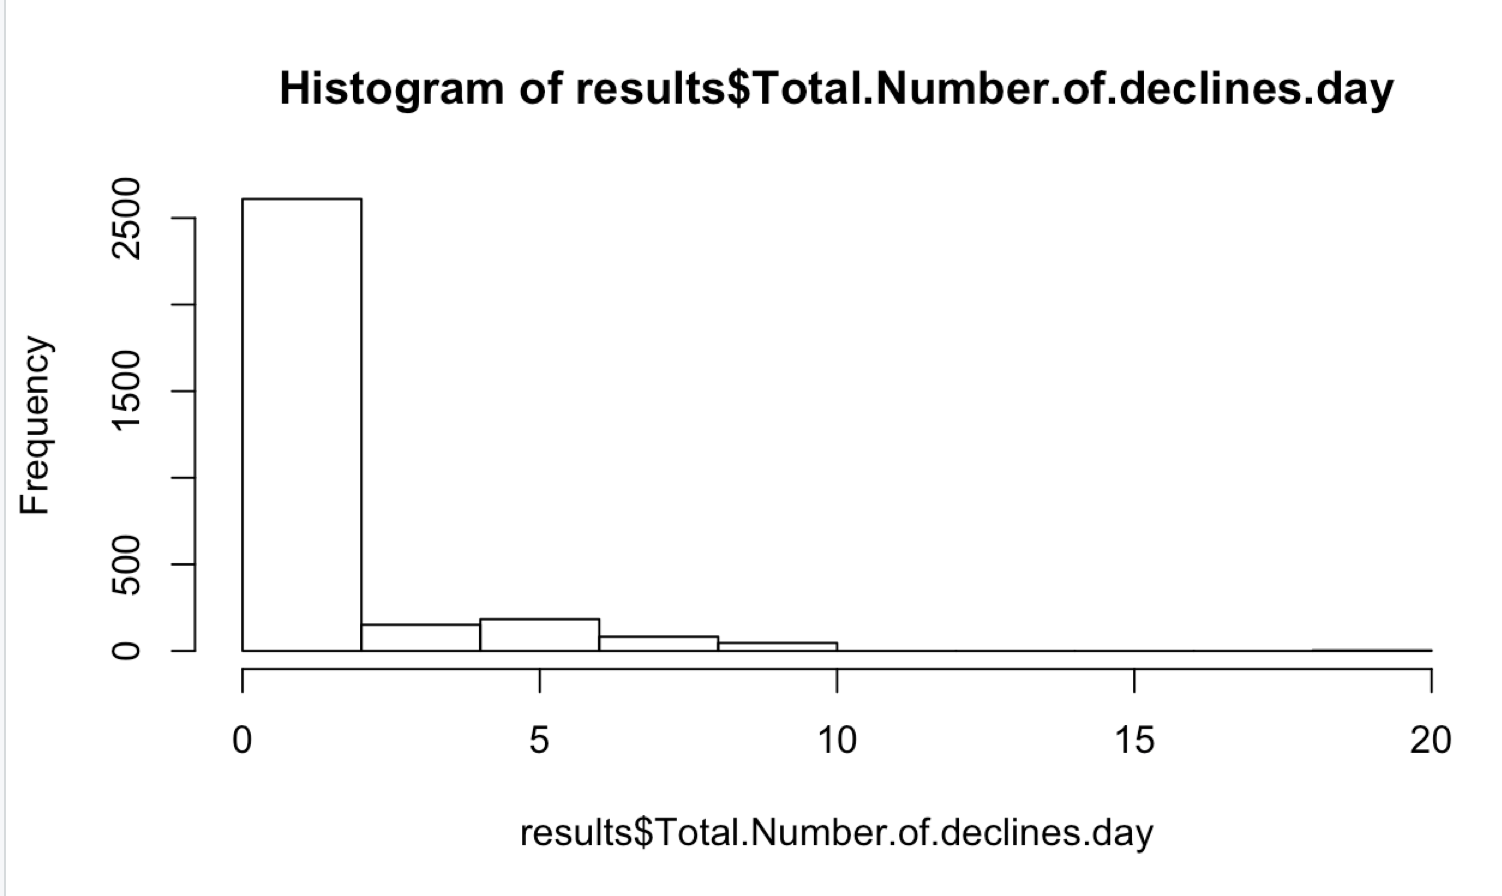 Histogram of results$Total.Number.of.declines.day
Frequency
2500
1500
500
0
0 5 10 15 20
results$Total.Number.of.declines.day